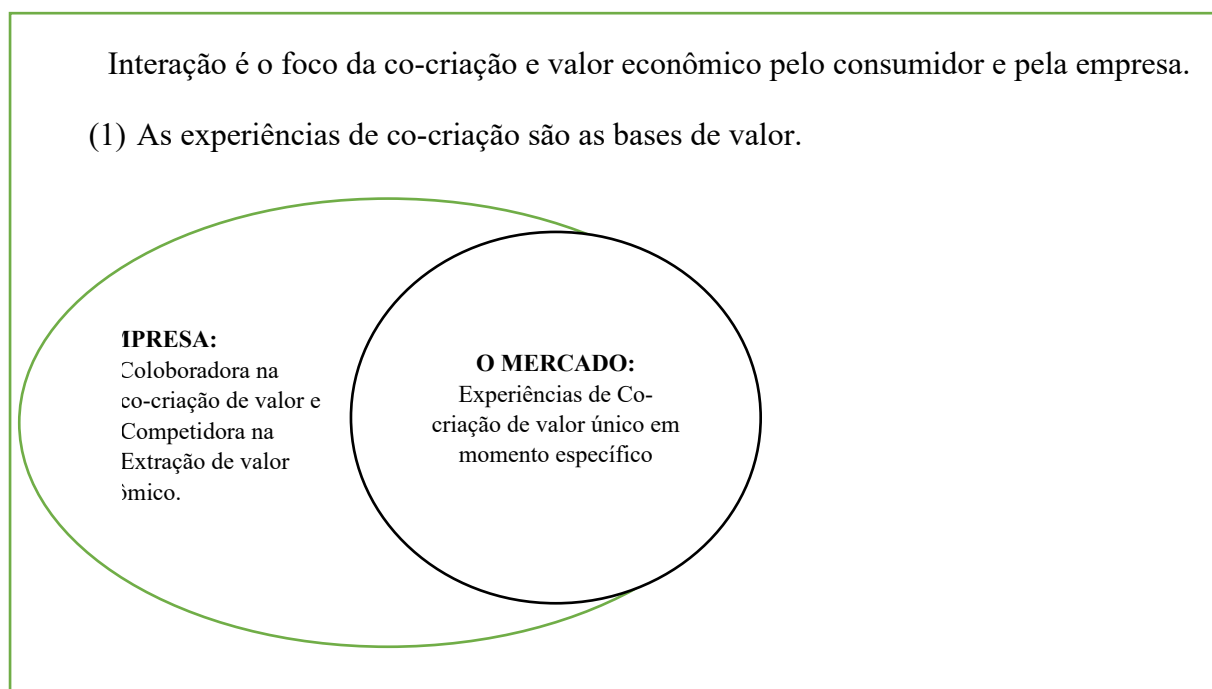 Interação é o foco da co-criação e valor econômico pelo consumidor e pela empresa.
(1) As experiências de co-criação são as bases de valor.
MPRESA:
Coloboradora na
co-criação de valor e
Competidora na
Extração de valor
ômico.
O MERCADO:
Experiências de Co-
criação de valor único em
momento específico